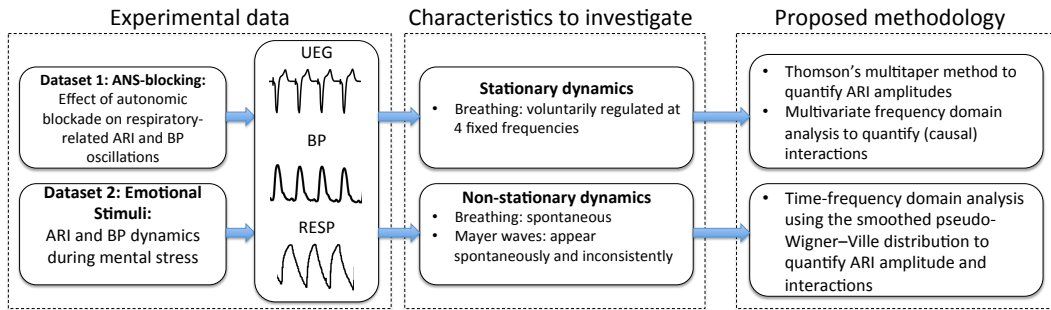 Experimental data
Characteristics to investigate
Proposed methodology
Dataset 1: ANS-blocking:
Effect of autonomic
blockade on respiratory-
related ARI and BP
oscillations
Dataset 2: Emotional
Stimuli:
ARI and BP dynamics
during mental stress
UEG
BP
RESP
Stationary dynamics
• Breathing: voluntarily regulated at
4 fixed frequencies
Non-stationary dynamics
• Breathing: spontaneous
• Mayer waves: appear
spontaneously and inconsistently
• Thomson's multitaper method to
quantify ARI amplitudes
• Multivariate frequency domain
analysis to quantify (causal)
interactions
• Time-frequency domain analysis
using the smoothed pseudo-
Wigner–Ville distribution to
quantify ARI amplitude and
interactions